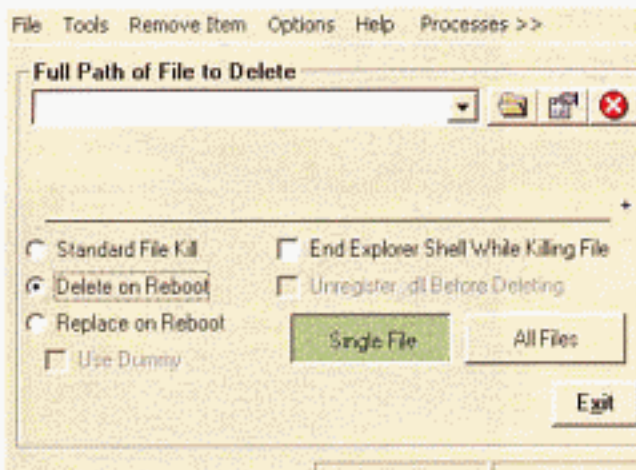 File Tools Remove Item Options Help Processes >>
Full Path of File to Delete
+
Standard File Kill
End Explorer Shell While Killing File
Delete on Reboot
Unregister .dll Before Deleting
Replace on Reboot
Single File
All Files
Use Dummy
Exit